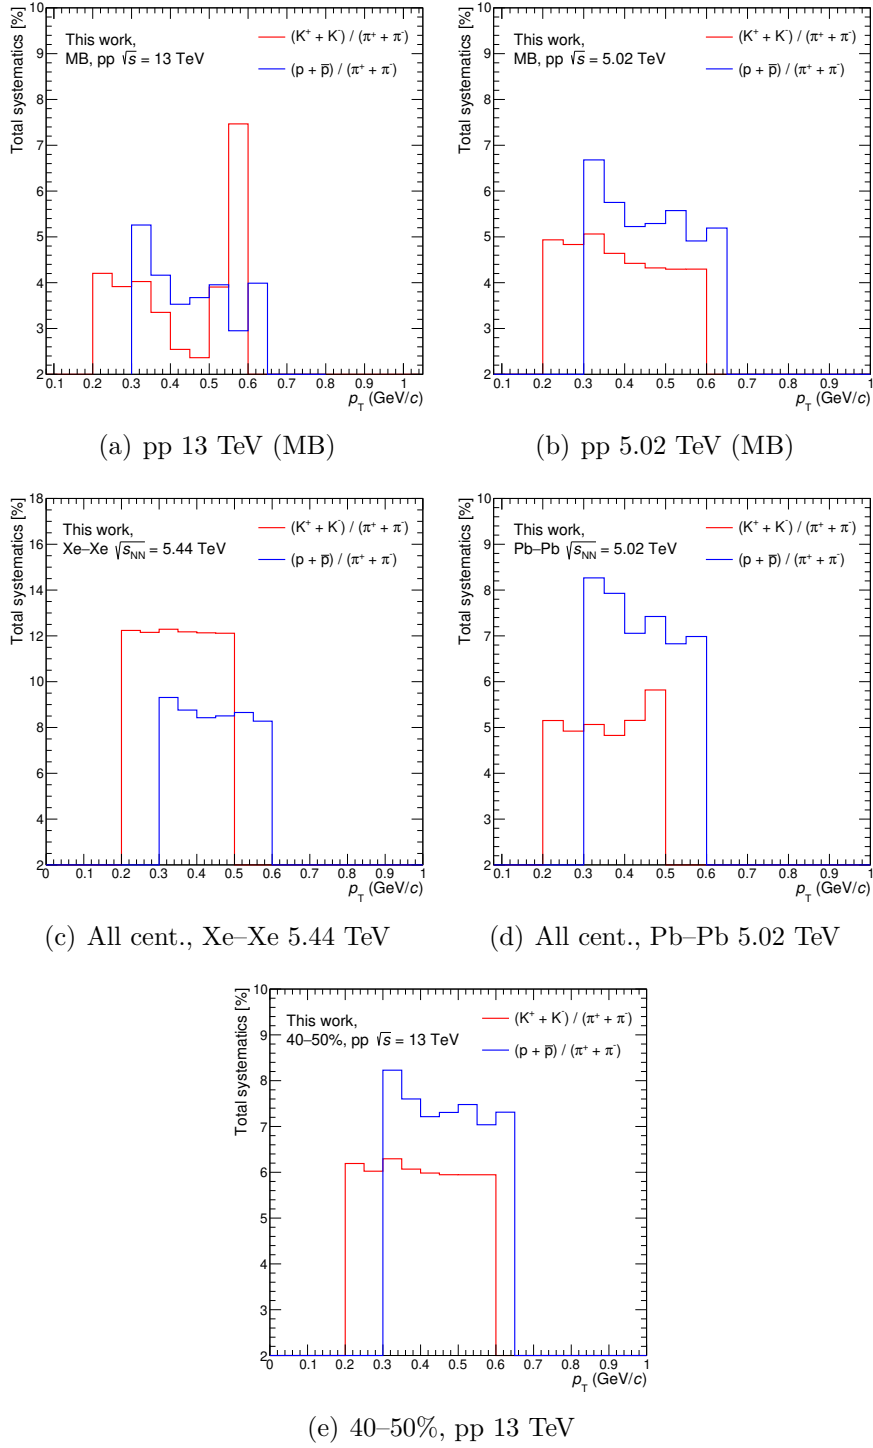 Total systematics [%]
10
9
8
7
6
5
4
3
2
This work,
MB, pp √s = 13 TeV
(K⁺ + K⁻) / (π⁺ + π⁻)
(p + p̅) / (π⁺ + π⁻)
0.1 0.2 0.3 0.4 0.5 0.6 0.7 0.8 0.9 1
p_T (GeV/c)
(a) pp 13 TeV (MB)
Total systematics [%]
10
9
8
7
6
5
4
3
2
This work,
MB, pp √s = 5.02 TeV
(K⁺ + K⁻) / (π⁺ + π⁻)
(p + p̅) / (π⁺ + π⁻)
0.1 0.2 0.3 0.4 0.5 0.6 0.7 0.8 0.9 1
p_T (GeV/c)
(b) pp 5.02 TeV (MB)
Total systematics [%]
18
16
14
12
10
8
6
4
2
This work,
Xe–Xe √s_NN = 5.44 TeV
(K⁺ + K⁻) / (π⁺ + π⁻)
(p + p̅) / (π⁺ + π⁻)
0 0.1 0.2 0.3 0.4 0.5 0.6 0.7 0.8 0.9 1
p_T (GeV/c)
(c) All cent., Xe–Xe 5.44 TeV
Total systematics [%]
10
9
8
7
6
5
4
3
2
This work,
Pb–Pb √s_NN = 5.02 TeV
(K⁺ + K⁻) / (π⁺ + π⁻)
(p + p̅) / (π⁺ + π⁻)
0.1 0.2 0.3 0.4 0.5 0.6 0.7 0.8 0.9 1
p_T (GeV/c)
(d) All cent., Pb–Pb 5.02 TeV
Total systematics [%]
10
9
8
7
6
5
4
3
2
This work,
40–50%, pp √s = 13 TeV
(K⁺ + K⁻) / (π⁺ + π⁻)
(p + p̅) / (π⁺ + π⁻)
0 0.1 0.2 0.3 0.4 0.5 0.6 0.7 0.8 0.9 1
p_T (GeV/c)
(e) 40–50%, pp 13 TeV